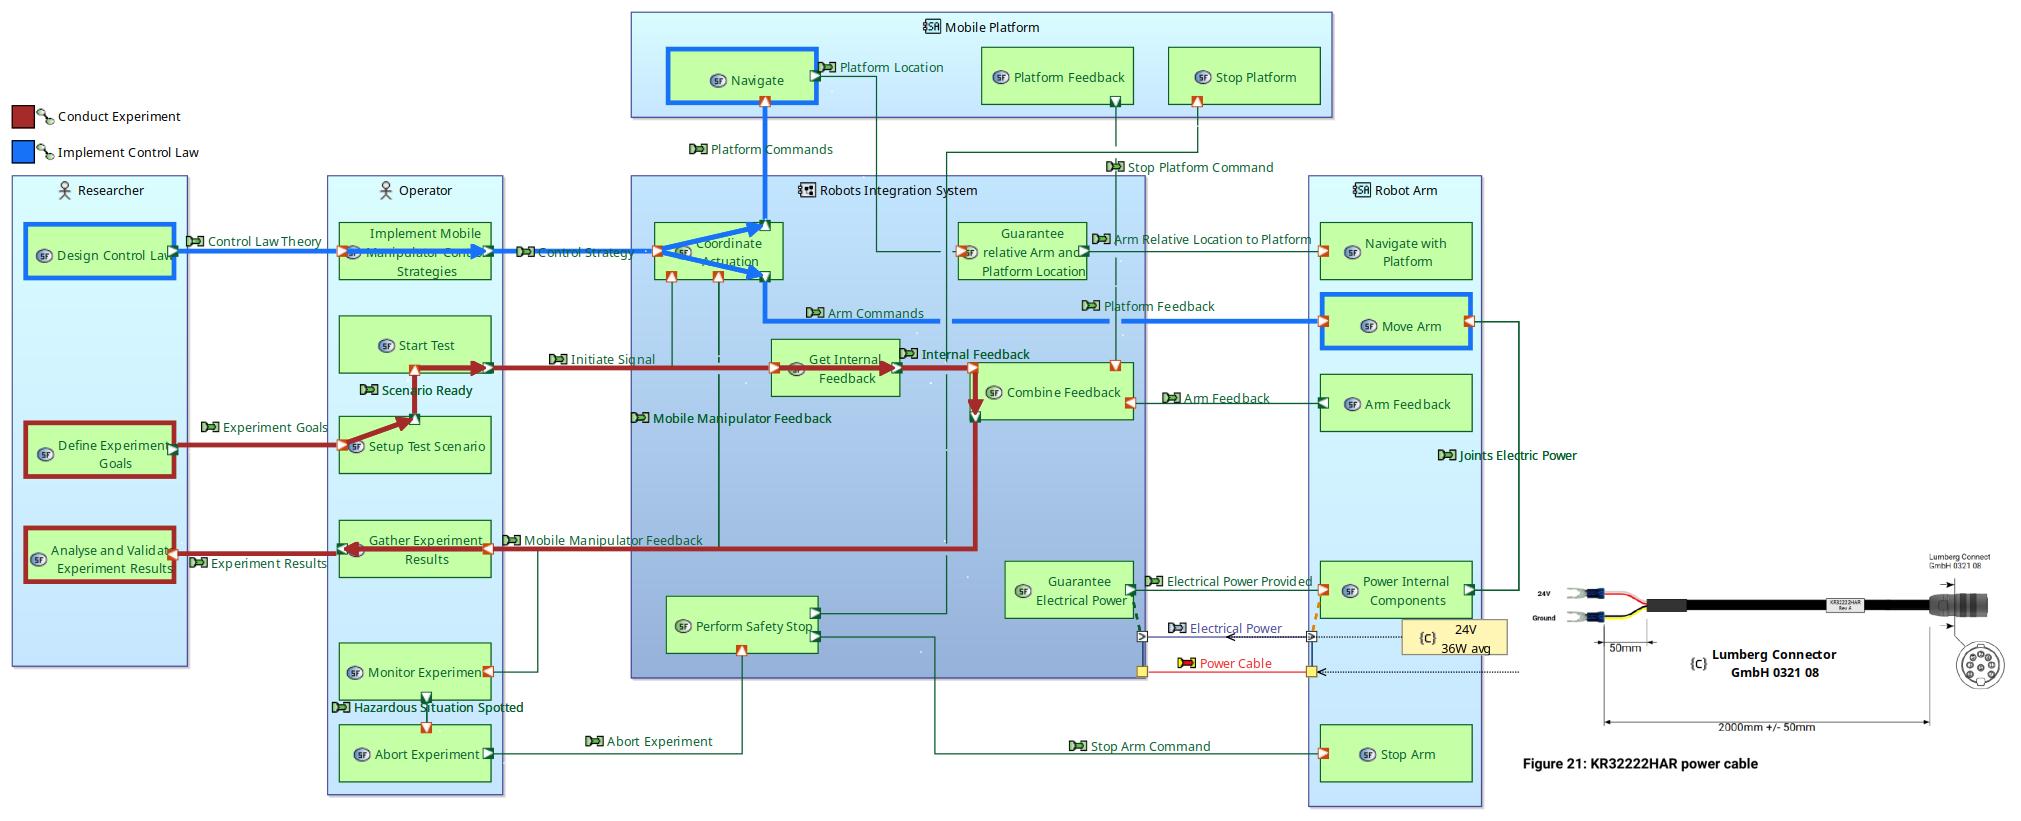 Mobile Platform
Navigate
Platform Location
Platform Feedback
Stop Platform
Conduct Experiment
Implement Control Law
Platform Commands
Stop Platform Command
Researcher
Operator
Robots Integration System
Robot Arm
Design Control Law
Control Law Theory
Implement Mobile
Manipulator Control
Strategies
Control Strategy
Coordinate
Actuation
Guarantee
relative Arm and
Platform Location
Arm Relative Location to Platform
Navigate with
Platform
Arm Commands
Platform Feedback
Move Arm
Start Test
Initiate Signal
Get Internal
Feedback
Internal Feedback
Scenario Ready
Combine Feedback
Arm Feedback
Arm Feedback
Mobile Manipulator Feedback
Define Experiment
Goals
Experiment Goals
Setup Test Scenario
Joints Electric Power
Analyse and Validat
Experiment Results
Experiment Results
Gather Experiment
Results
Mobile Manipulator Feedback
Guarantee
Electrical Power
Electrical Power Provided
Power Internal
Components
Perform Safety Stop
Electrical Power
{c} 24V
36W avg
Power Cable
Monitor Experimen
Hazardous Situation Spotted
Abort Experiment
Abort Experiment
Stop Arm Command
Stop Arm
Lumberg Connect
GmbH 0321 08
24V
Ground
KR32222HAR
Rev A
50mm
{c} Lumberg Connector
GmbH 0321 08
2000mm +/- 50mm
Figure 21: KR32222HAR power cable